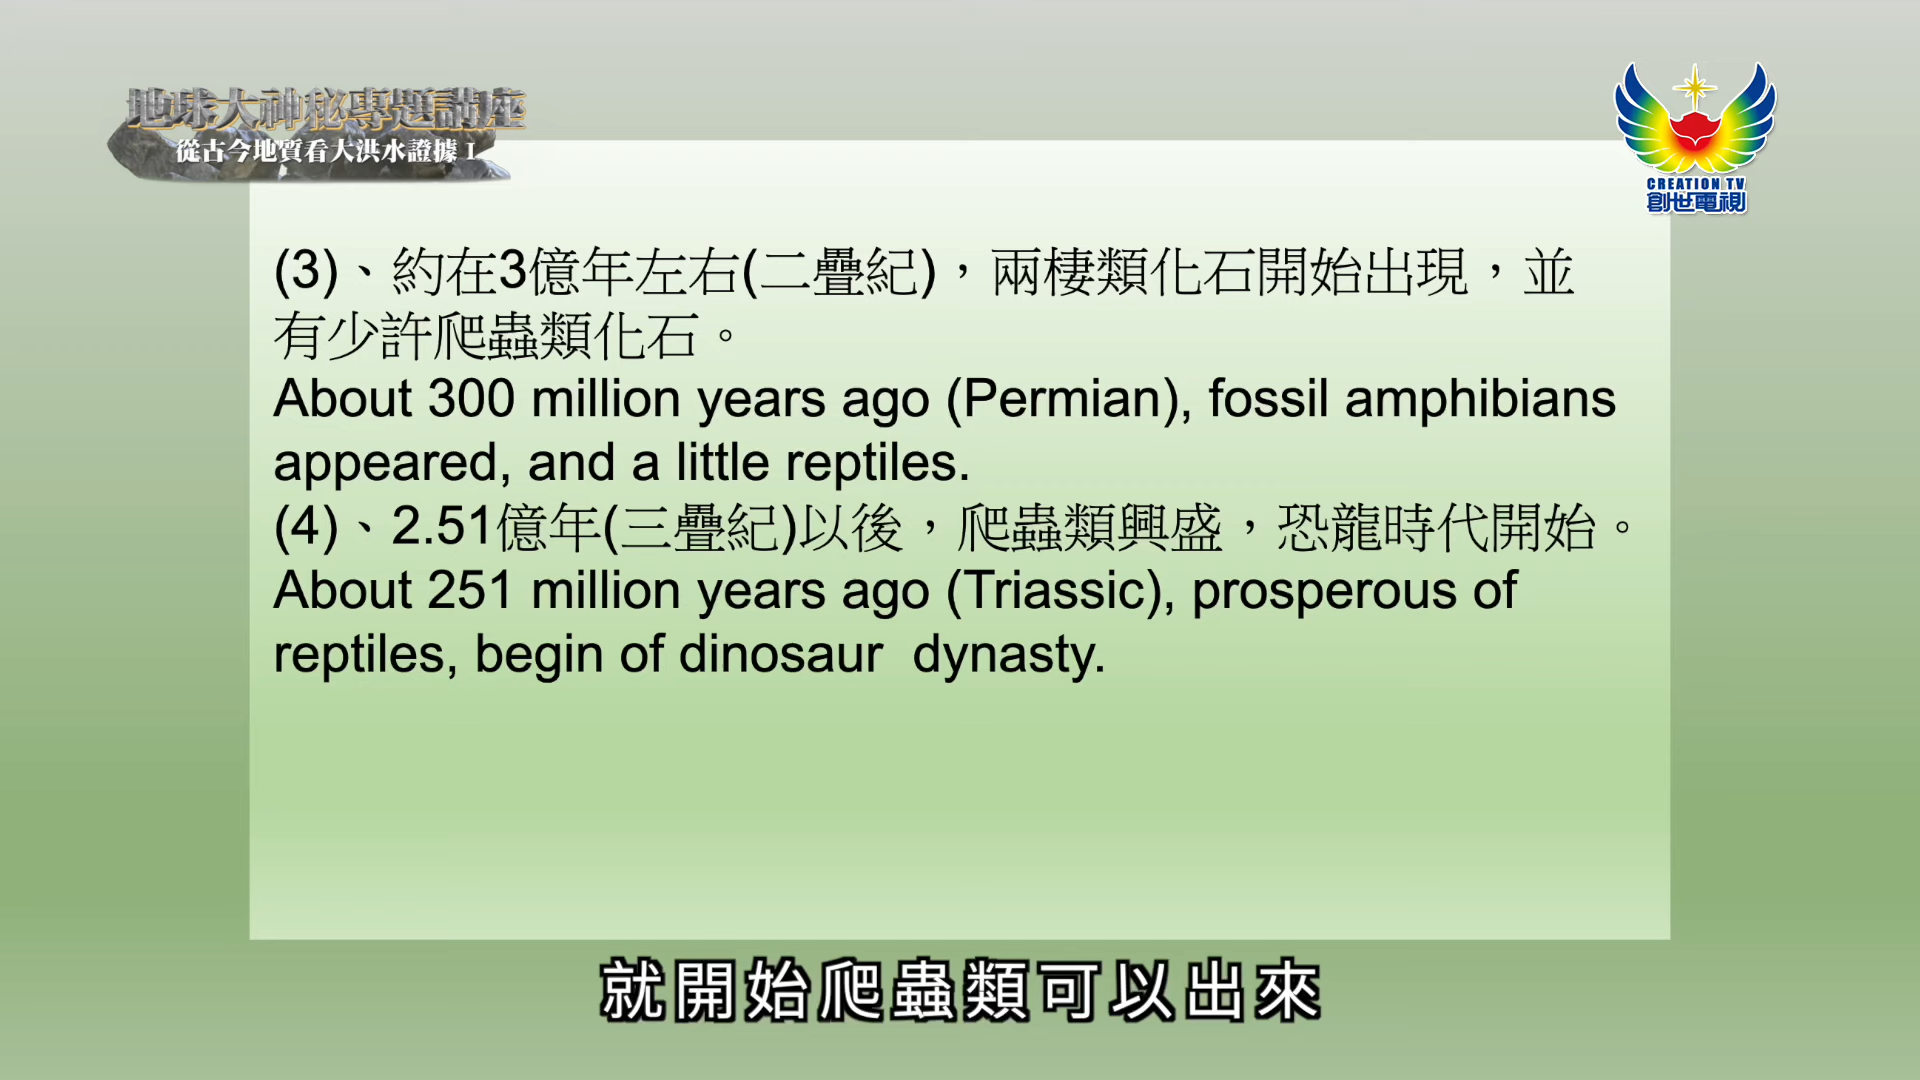 地球大神秘專題講座
從古今地質看大洪水證據 I
CREATION TV
創世電視
(3)、約在3億年左右(二疊紀)，兩棲類化石開始出現，並
有少許爬蟲類化石。
About 300 million years ago (Permian), fossil amphibians
appeared, and a little reptiles.
(4)、2.51億年(三疊紀)以後，爬蟲類興盛，恐龍時代開始。
About 251 million years ago (Triassic), prosperous of
reptiles, begin of dinosaur  dynasty.
就開始爬蟲類可以出來